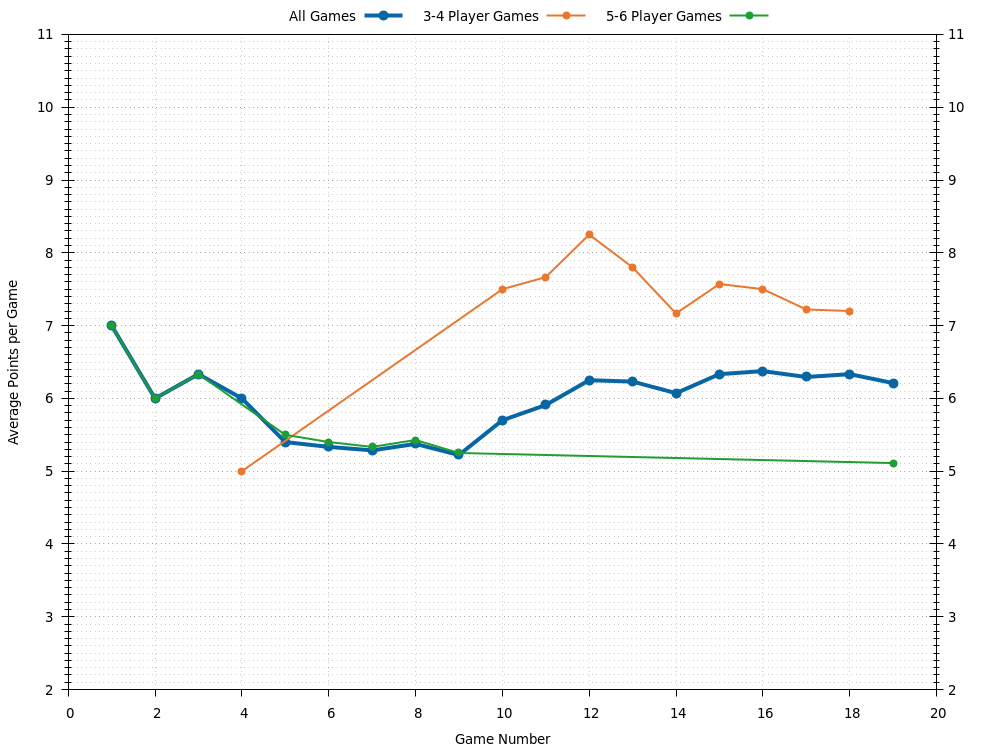 All Games 3-4 Player Games 5-6 Player Games
11 11
10 10
9 9
8 8
7 7
6 6
5 5
4 4
3 3
2 2
Average Points per Game
0 2 4 6 8 10 12 14 16 18 20
Game Number